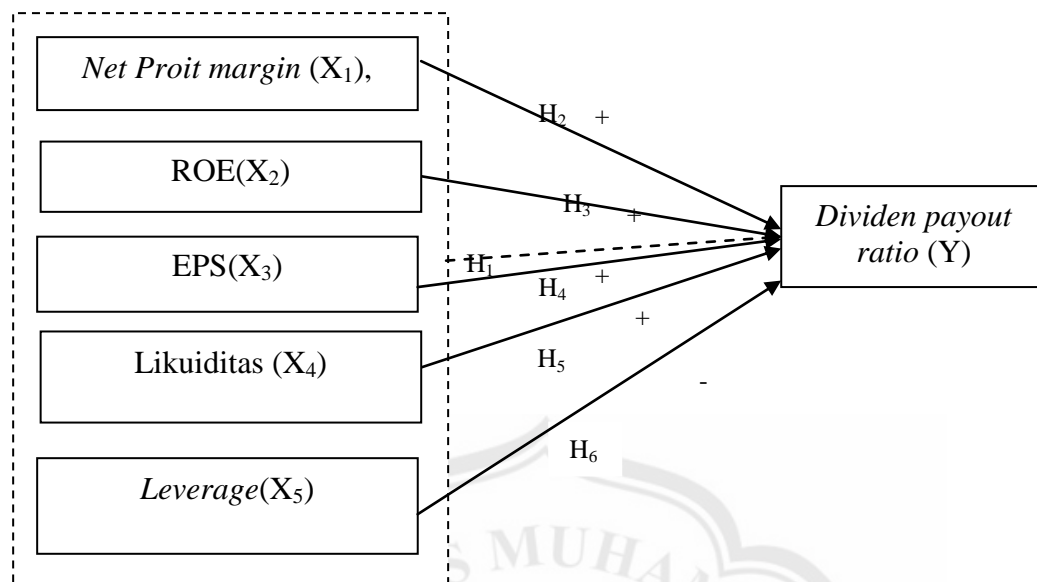 Net Proit margin (X₁),
H₂ +
ROE(X₂)
H₃ +
Dividen payout
ratio (Y)
EPS(X₃)
H₁
H₄ +
Likuiditas (X₄)
H₅ +
-
Leverage(X₅)
H₆
S MUHA